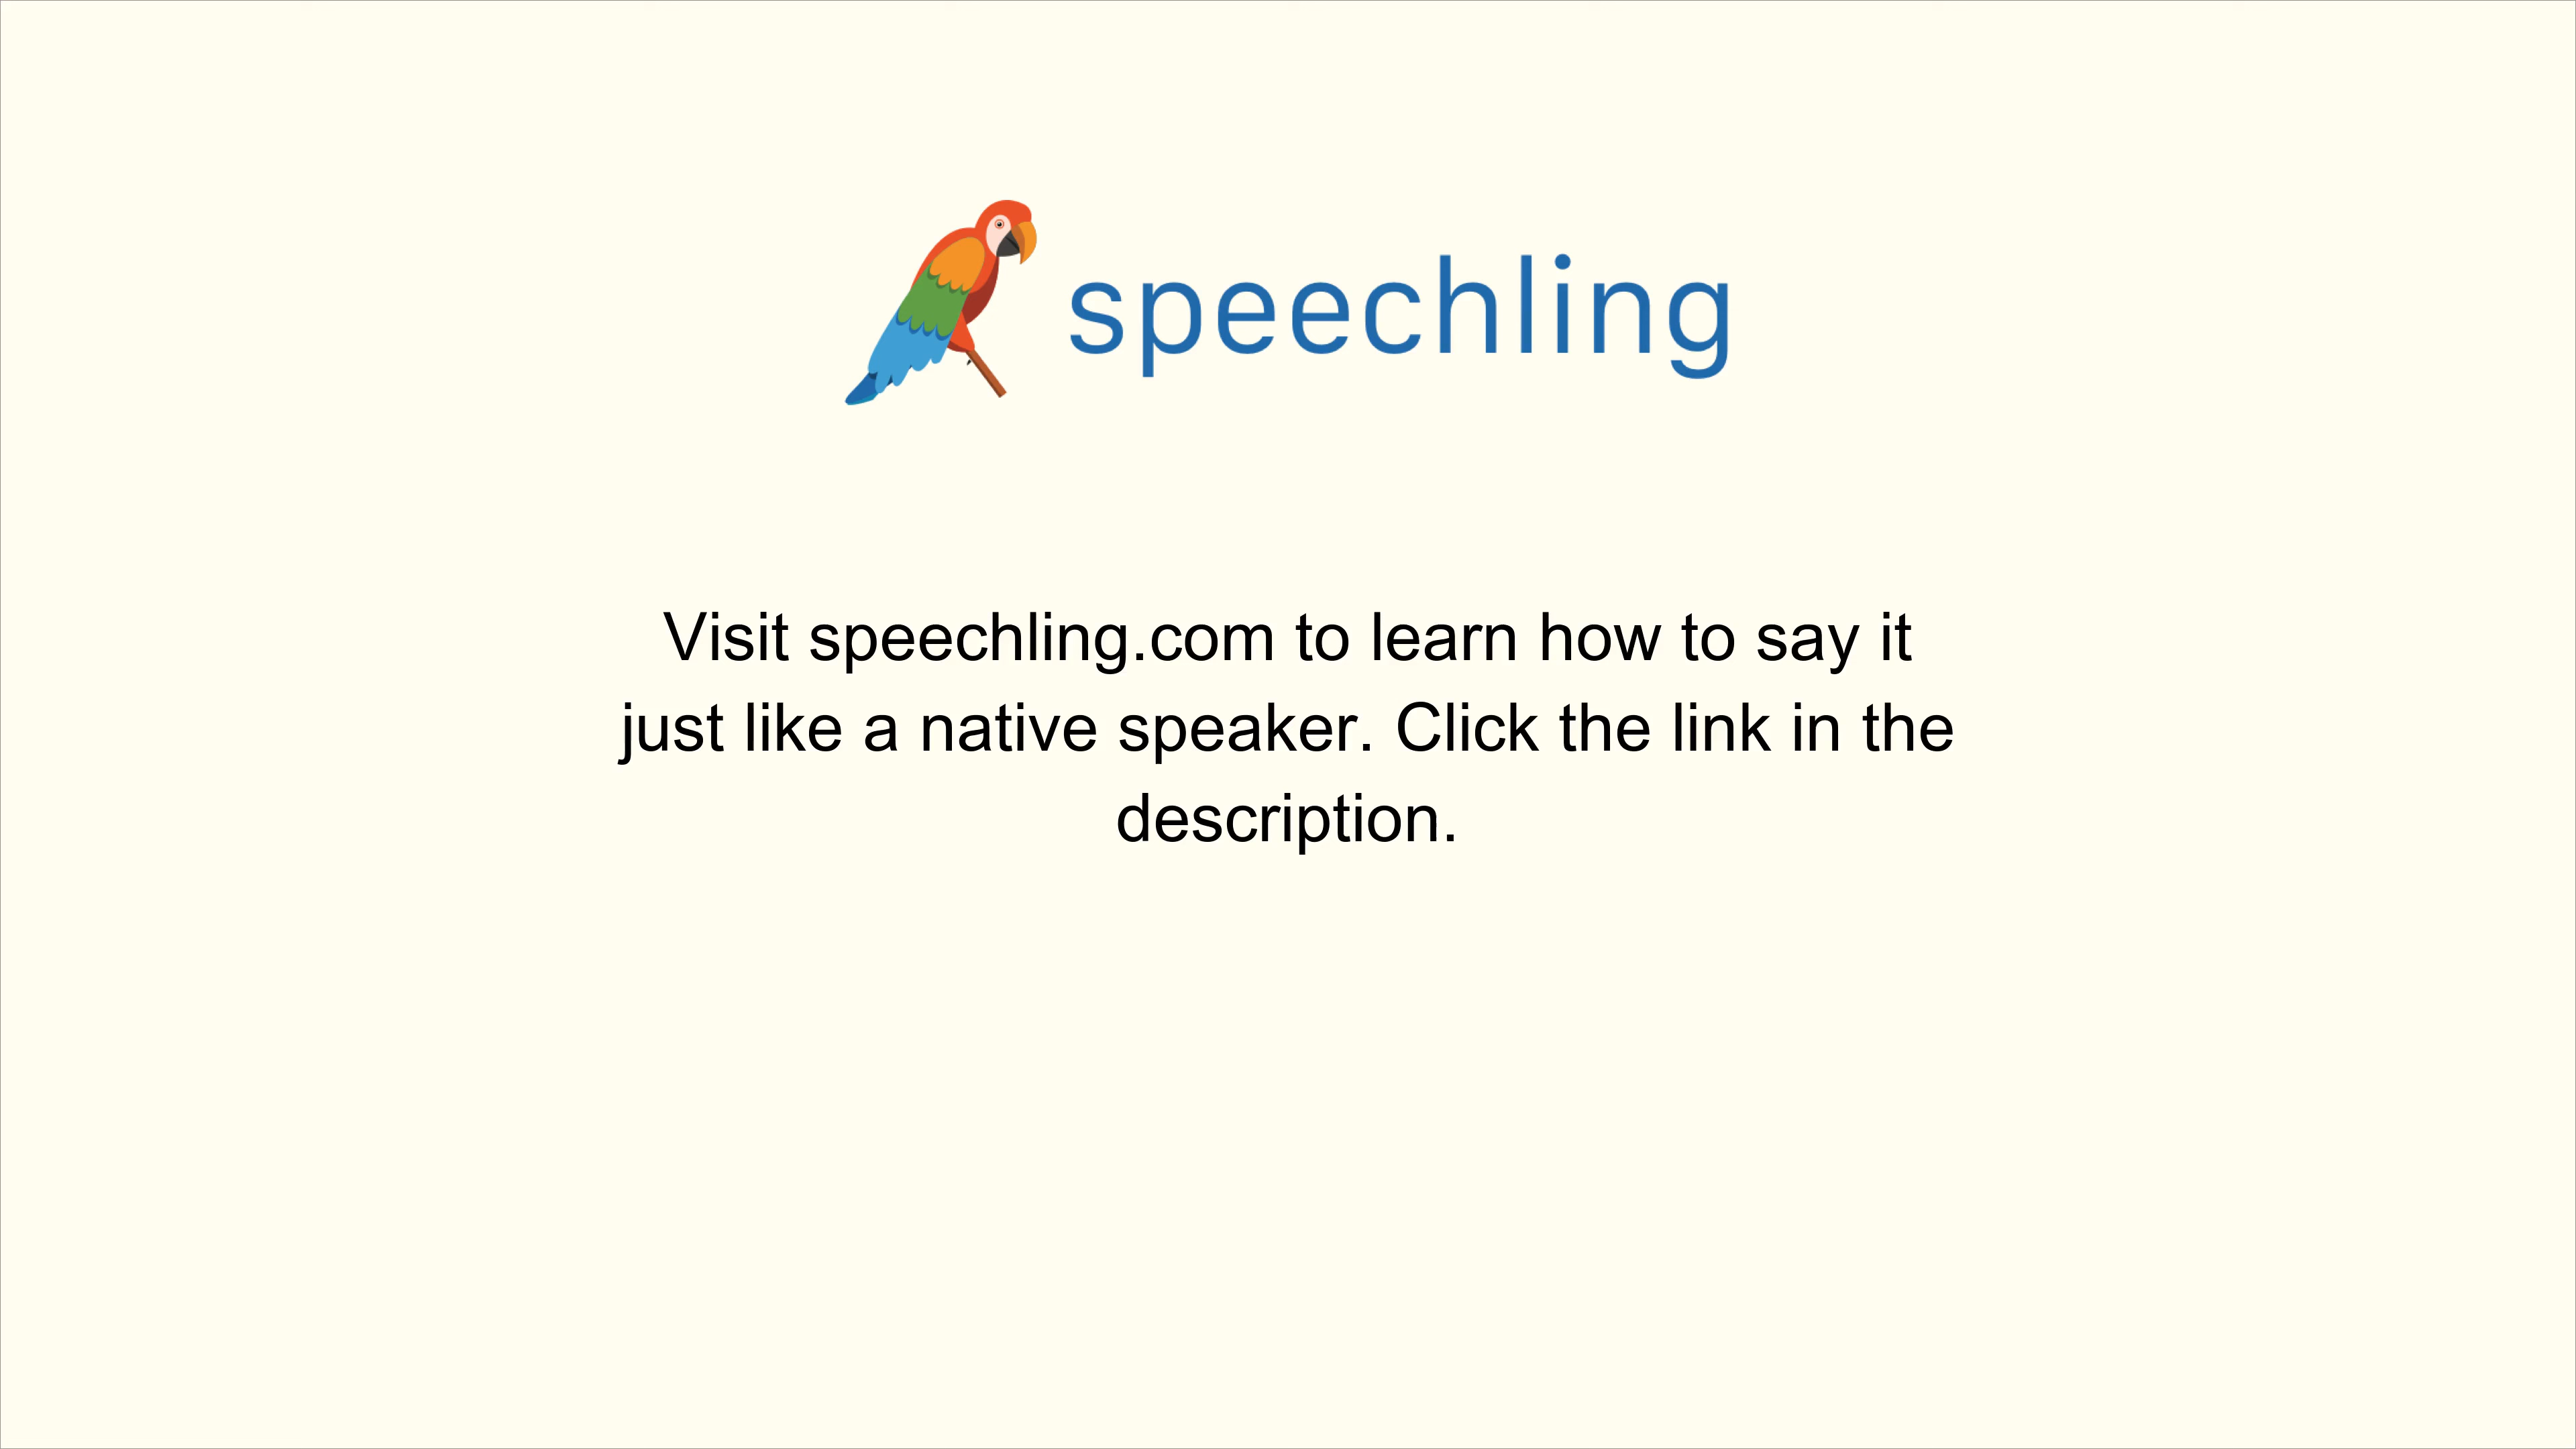 speechling
Visit speechling.com to learn how to say it
just like a native speaker. Click the link in the
description.